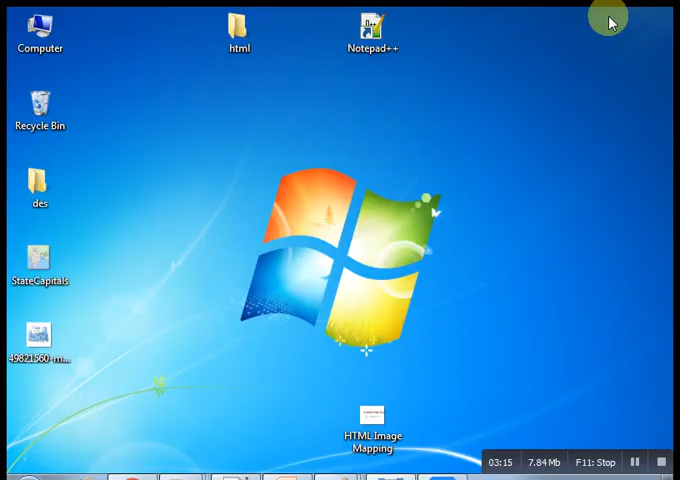 Computer
html
Notepad++
Recycle Bin
des
StateCapitals
49821560-m...
HTML Image
Mapping
03:15 7.84 Mb F11: Stop